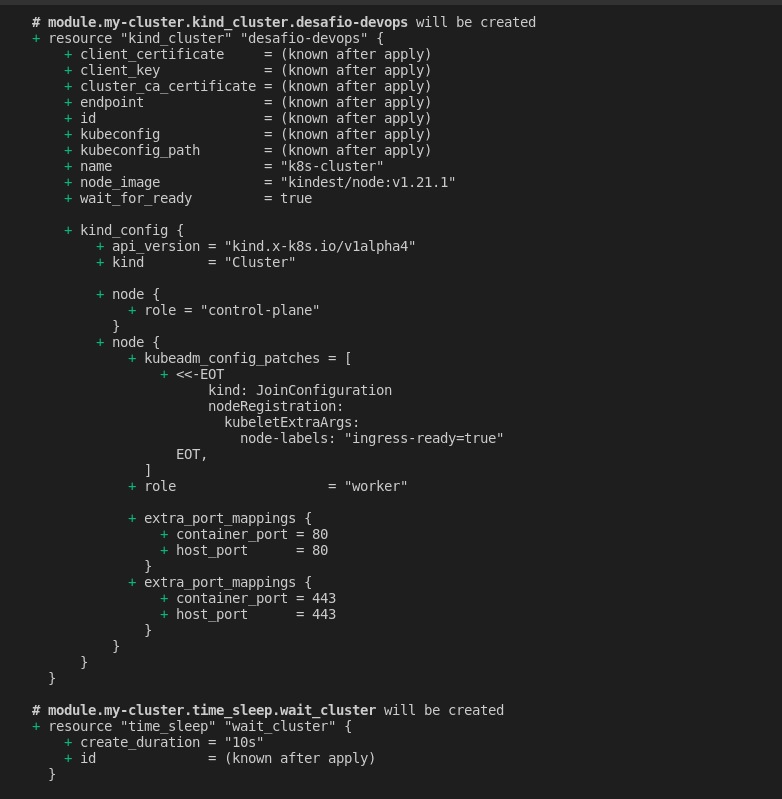 # module.my-cluster.kind_cluster.desafio-devops will be created
+ resource "kind_cluster" "desafio-devops" {
+ client_certificate = (known after apply)
+ client_key = (known after apply)
+ cluster_ca_certificate = (known after apply)
+ endpoint = (known after apply)
+ id = (known after apply)
+ kubeconfig = (known after apply)
+ kubeconfig_path = (known after apply)
+ name = "k8s-cluster"
+ node_image = "kindest/node:v1.21.1"
+ wait_for_ready = true
+ kind_config {
+ api_version = "kind.x-k8s.io/v1alpha4"
+ kind = "Cluster"
+ node {
+ role = "control-plane"
}
+ node {
+ kubeadm_config_patches = [
+ <<-EOT
kind: JoinConfiguration
nodeRegistration:
kubeletExtraArgs:
node-labels: "ingress-ready=true"
EOT,
]
+ role = "worker"
+ extra_port_mappings {
+ container_port = 80
+ host_port = 80
}
+ extra_port_mappings {
+ container_port = 443
+ host_port = 443
}
}
}
}
# module.my-cluster.time_sleep.wait_cluster will be created
+ resource "time_sleep" "wait_cluster" {
+ create_duration = "10s"
+ id = (known after apply)
}